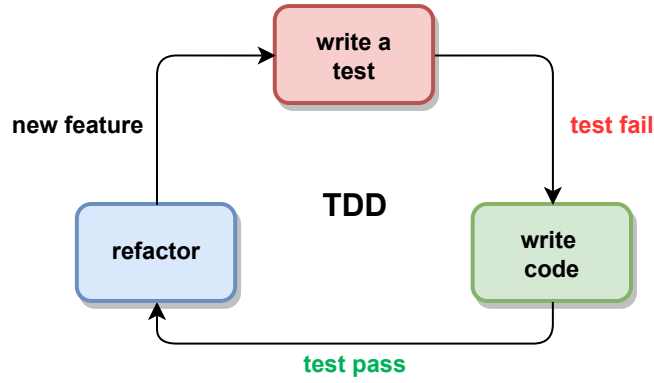 write a
test
new feature
test fail
TDD
refactor
write
code
test pass